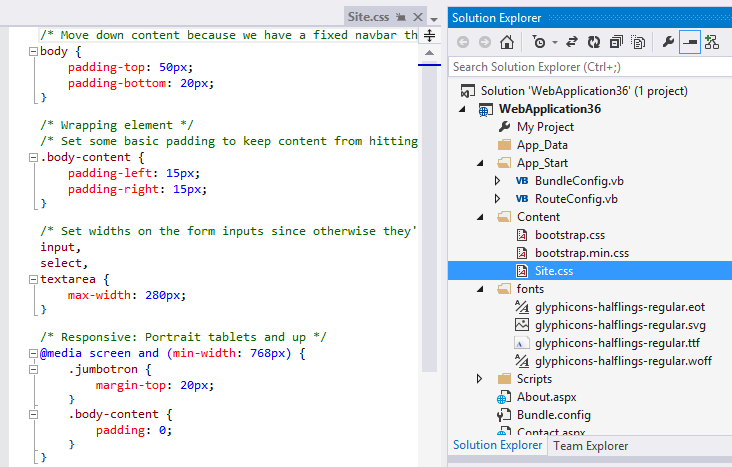 Site.css
/* Move down content because we have a fixed navbar th
body {
padding-top: 50px;
padding-bottom: 20px;
}
/* Wrapping element */
/* Set some basic padding to keep content from hitting
.body-content {
padding-left: 15px;
padding-right: 15px;
}
/* Set widths on the form inputs since otherwise they'
input,
select,
textarea {
max-width: 280px;
}
/* Responsive: Portrait tablets and up */
@media screen and (min-width: 768px) {
.jumbotron {
margin-top: 20px;
}
.body-content {
padding: 0;
}
}
Solution Explorer
Search Solution Explorer (Ctrl+;)
Solution 'WebApplication36' (1 project)
WebApplication36
My Project
App_Data
App_Start
VB BundleConfig.vb
VB RouteConfig.vb
Content
bootstrap.css
bootstrap.min.css
Site.css
fonts
glyphicons-halflings-regular.eot
glyphicons-halflings-regular.svg
glyphicons-halflings-regular.ttf
glyphicons-halflings-regular.woff
Scripts
About.aspx
Bundle.config
Contact.aspx
Solution Explorer Team Explorer